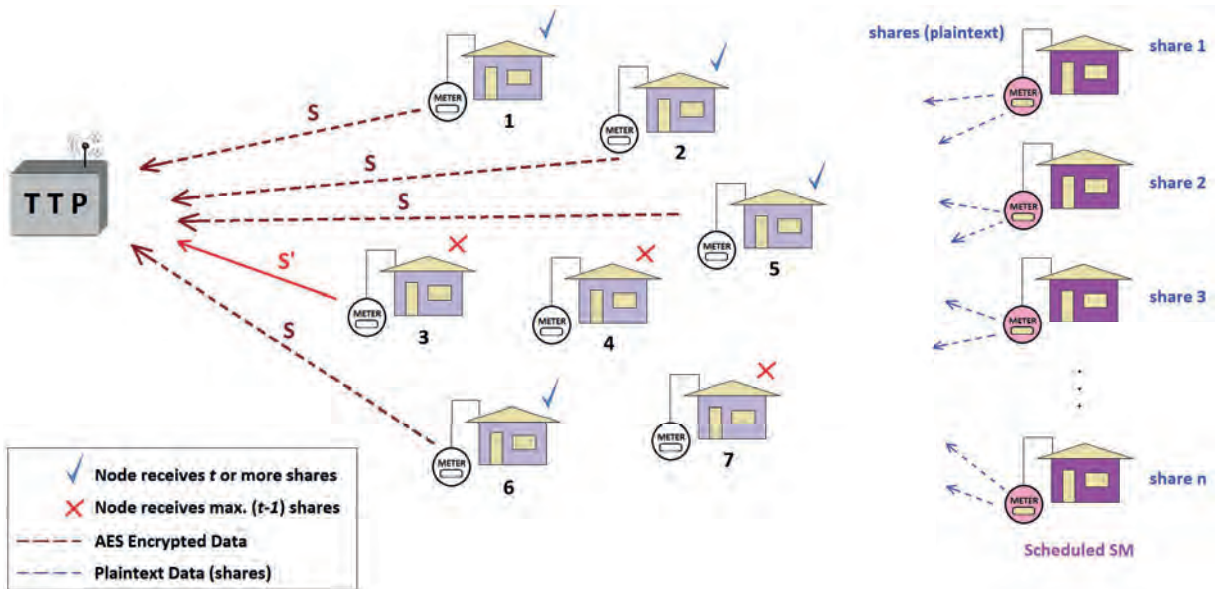 shares (plaintext)
share 1
METER
METER
S
1
METER
2
share 2
METER
S
TTP
S
METER
5
S'
METER
3
METER
4
share 3
METER
S
METER
6
METER
7
share n
METER
Scheduled SM
Node receives t or more shares
Node receives max. (t-1) shares
AES Encrypted Data
Plaintext Data (shares)